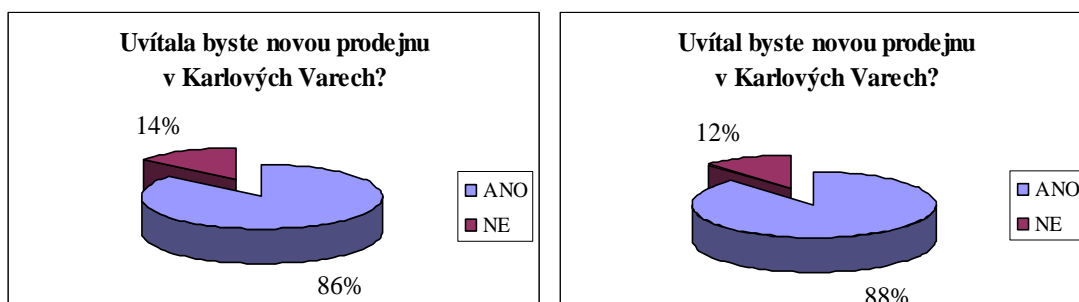 Uvítala byste novou prodejnu
v Karlových Varech?
14%
ANO
NE
86%
Uvítal byste novou prodejnu
v Karlových Varech?
12%
ANO
NE
88%